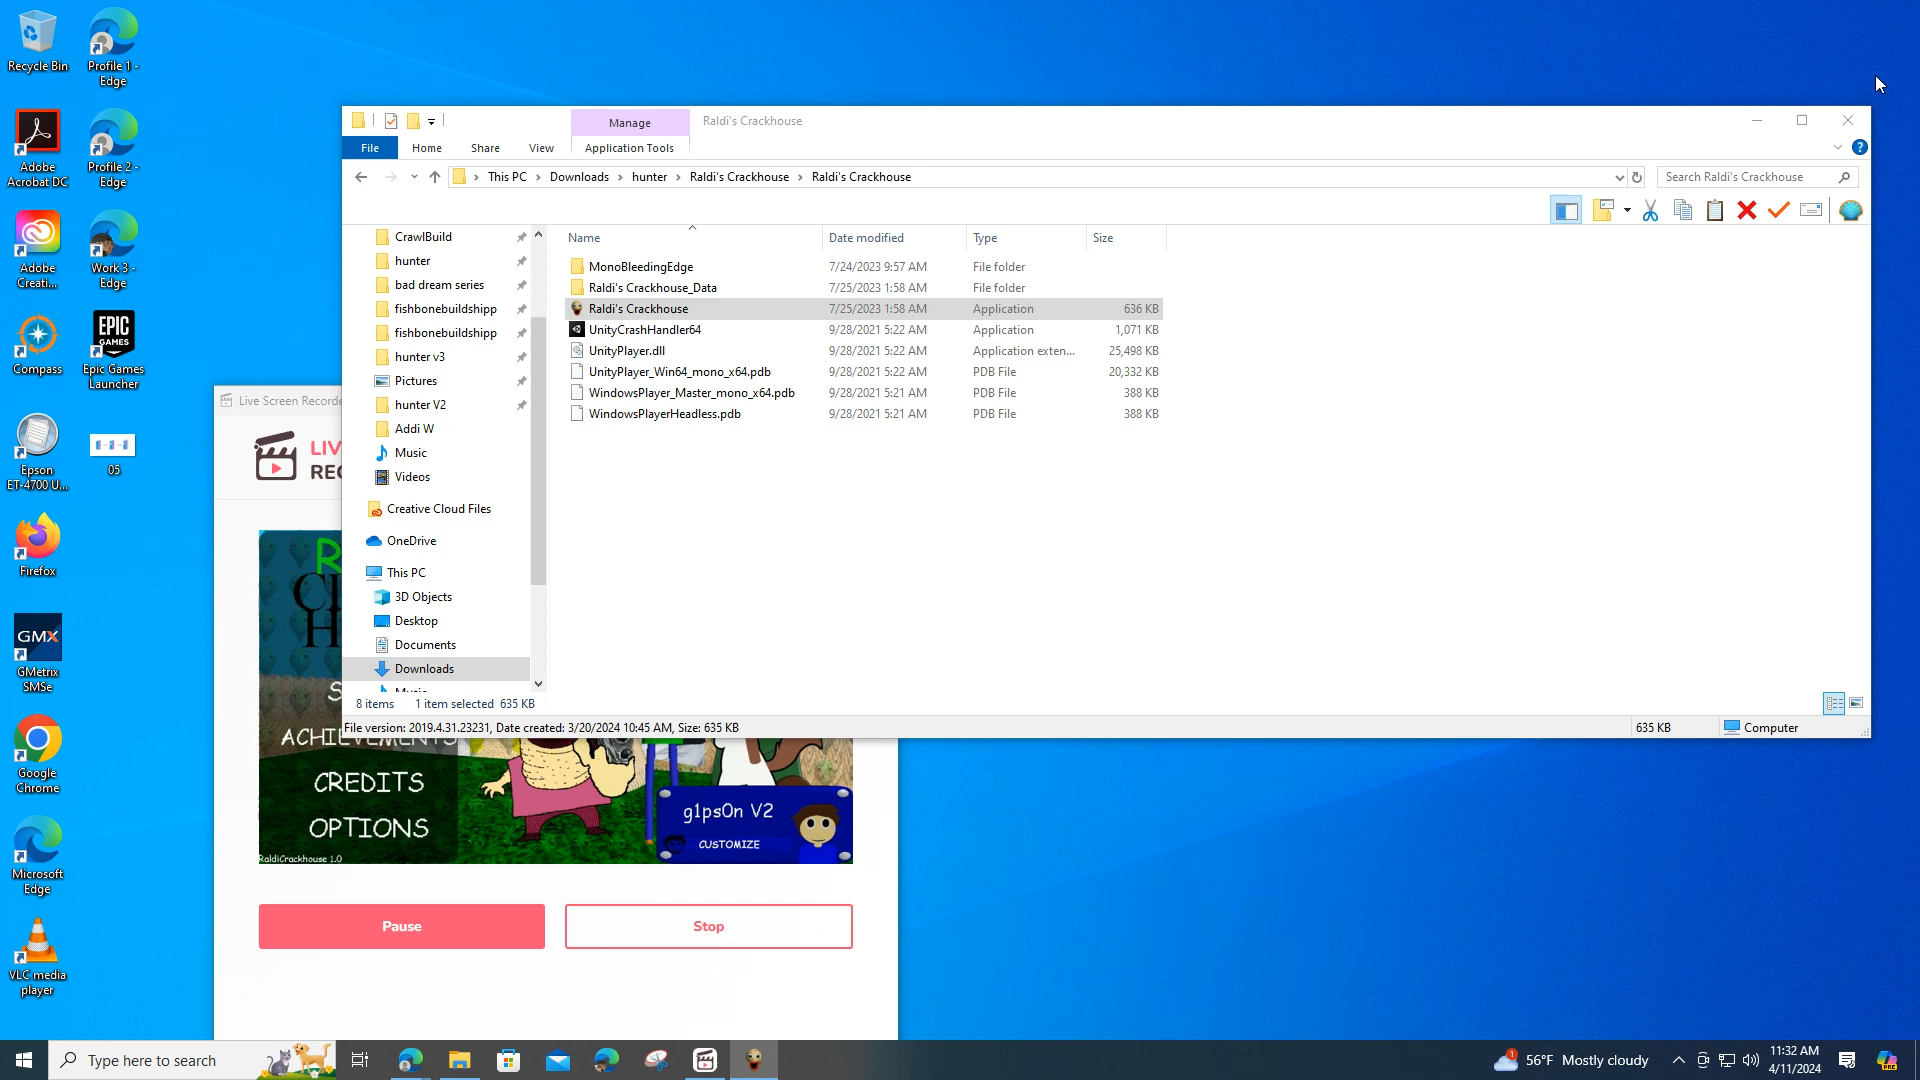 Recycle Bin
Profile 1 -
Edge
Adobe
Acrobat DC
Profile 2 -
Edge
Adobe
Creati...
Work 3 -
Edge
Compass
EPIC
GAMES
Epic Games
Launcher
Epson
ET-4700 U...
05
Firefox
GMX
GMetrix
SMSe
Google
Chrome
Microsoft
Edge
VLC media
player
Manage
Raldi's Crackhouse
File
Home
Share
View
Application Tools
This PC
Downloads
hunter
Raldi's Crackhouse
Raldi's Crackhouse
Search Raldi's Crackhouse
CrawlBuild
hunter
bad dream series
fishbonebuildshipp
fishbonebuildshipp
hunter v3
Pictures
hunter V2
Addi W
Music
Videos
Creative Cloud Files
OneDrive
This PC
3D Objects
Desktop
Documents
Downloads
Music
Name Date modified Type Size
MonoBleedingEdge 7/24/2023 9:57 AM File folder
Raldi's Crackhouse_Data 7/25/2023 1:58 AM File folder
Raldi's Crackhouse 7/25/2023 1:58 AM Application 636 KB
UnityCrashHandler64 9/28/2021 5:22 AM Application 1,071 KB
UnityPlayer.dll 9/28/2021 5:22 AM Application exten... 25,498 KB
UnityPlayer_Win64_mono_x64.pdb 9/28/2021 5:22 AM PDB File 20,332 KB
WindowsPlayer_Master_mono_x64.pdb 9/28/2021 5:21 AM PDB File 388 KB
WindowsPlayerHeadless.pdb 9/28/2021 5:21 AM PDB File 388 KB
8 items 1 item selected 635 KB
File version: 2019.4.31.23231, Date created: 3/20/2024 10:45 AM, Size: 635 KB
635 KB
Computer
Live Screen Recorde
LIV
REC
ACHIEVEMENTS
CREDITS
OPTIONS
RaldiCrackhouse 1.0
g1psOn V2
CUSTOMIZE
Pause
Stop
Type here to search
1
56°F Mostly cloudy
11:32 AM
4/11/2024
PRE